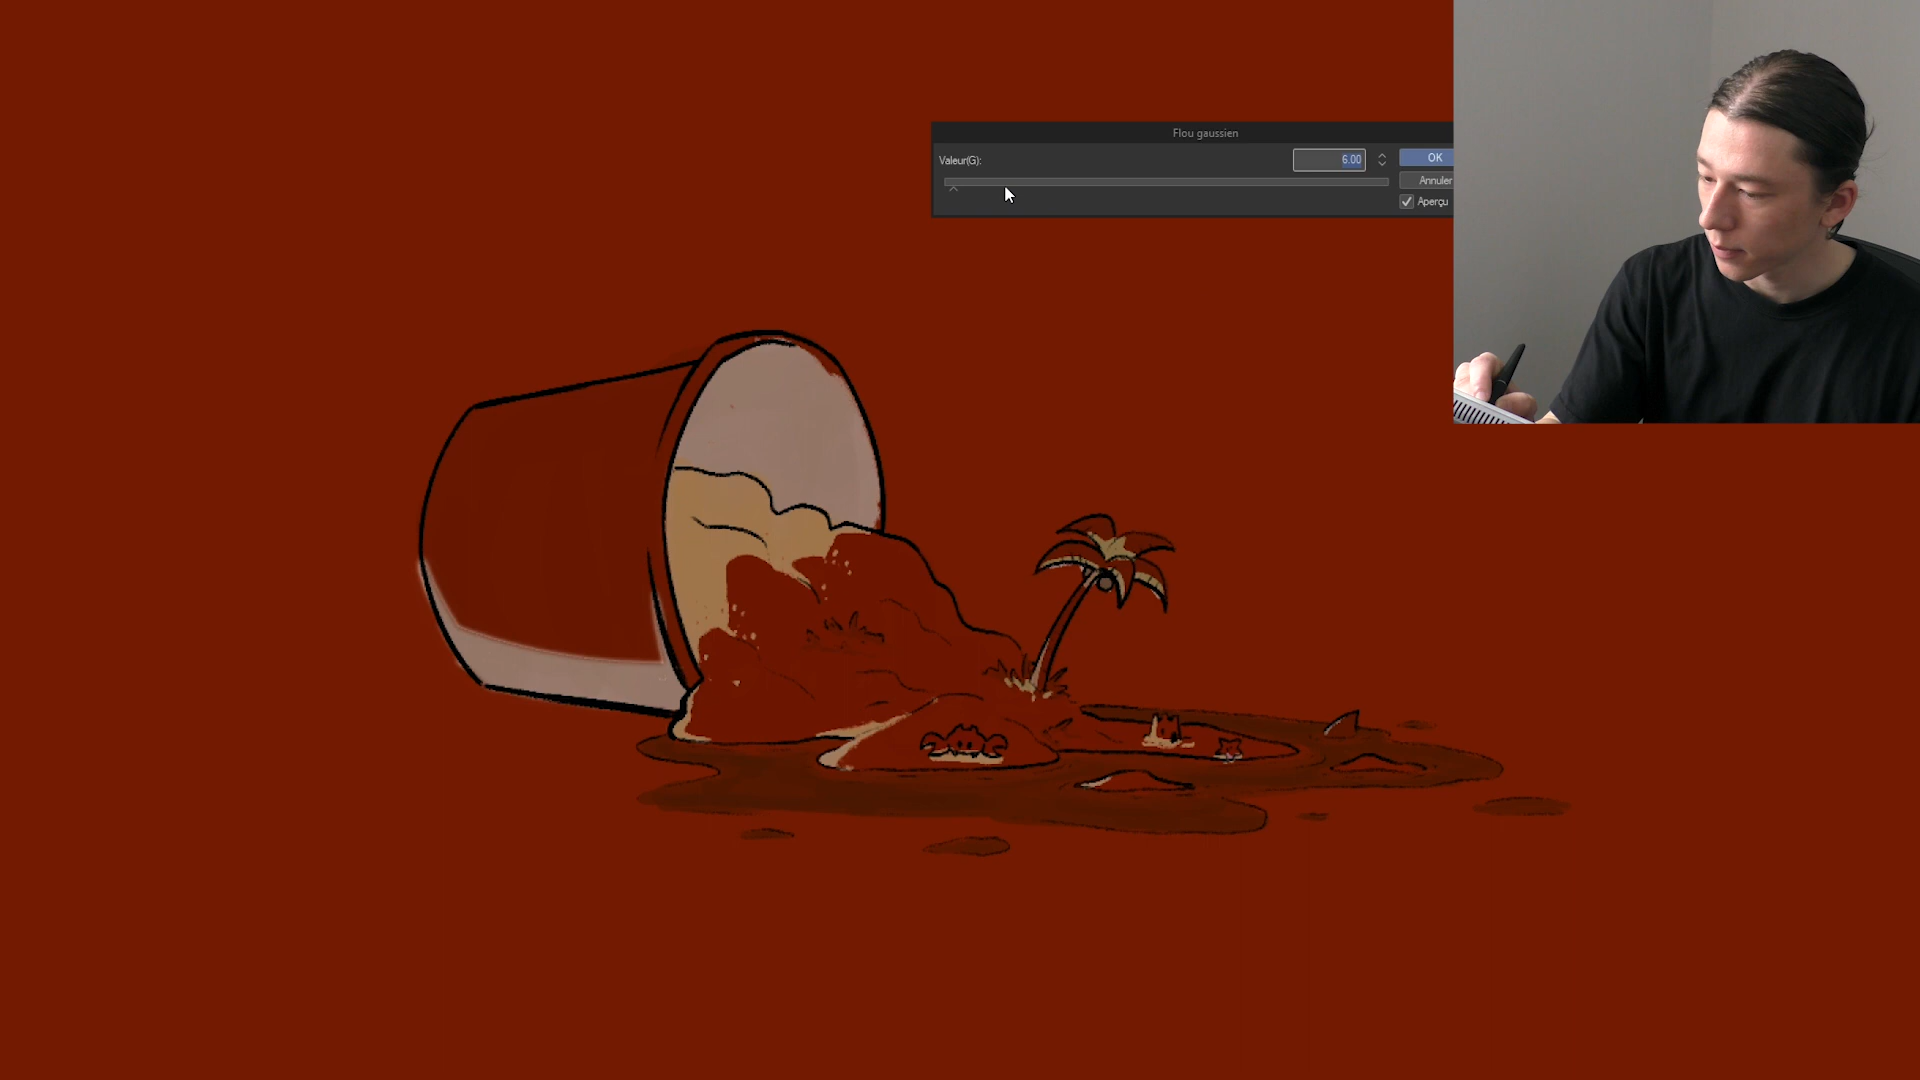 Flou gaussien
Valeur(G):
6.00
OK
Annuler
Aperçu